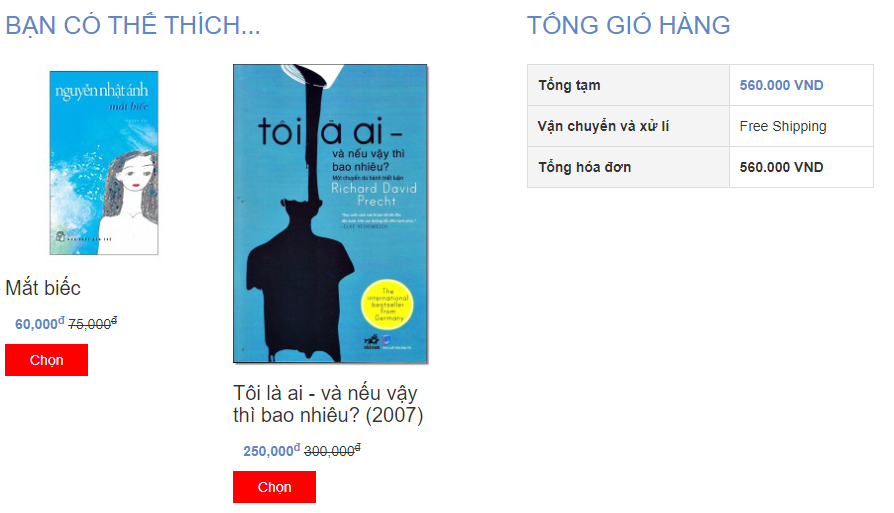 BẠN CÓ THỂ THÍCH...
nguyễn nhật ánh
mắt biếc
Mắt biếc
60,000đ 75,000đ
Chọn
tôi là ai –
và nếu vậy thì
bao nhiêu?
Một chuyến du hành triết luận
Richard David
Precht
The
international
bestseller
from
Germany
Tôi là ai - và nếu vậy
thì bao nhiêu? (2007)
250,000đ 300,000đ
Chọn
TỔNG GIỎ HÀNG
Tổng tạm 560.000 VND
Vận chuyển và xử lí Free Shipping
Tổng hóa đơn 560.000 VND